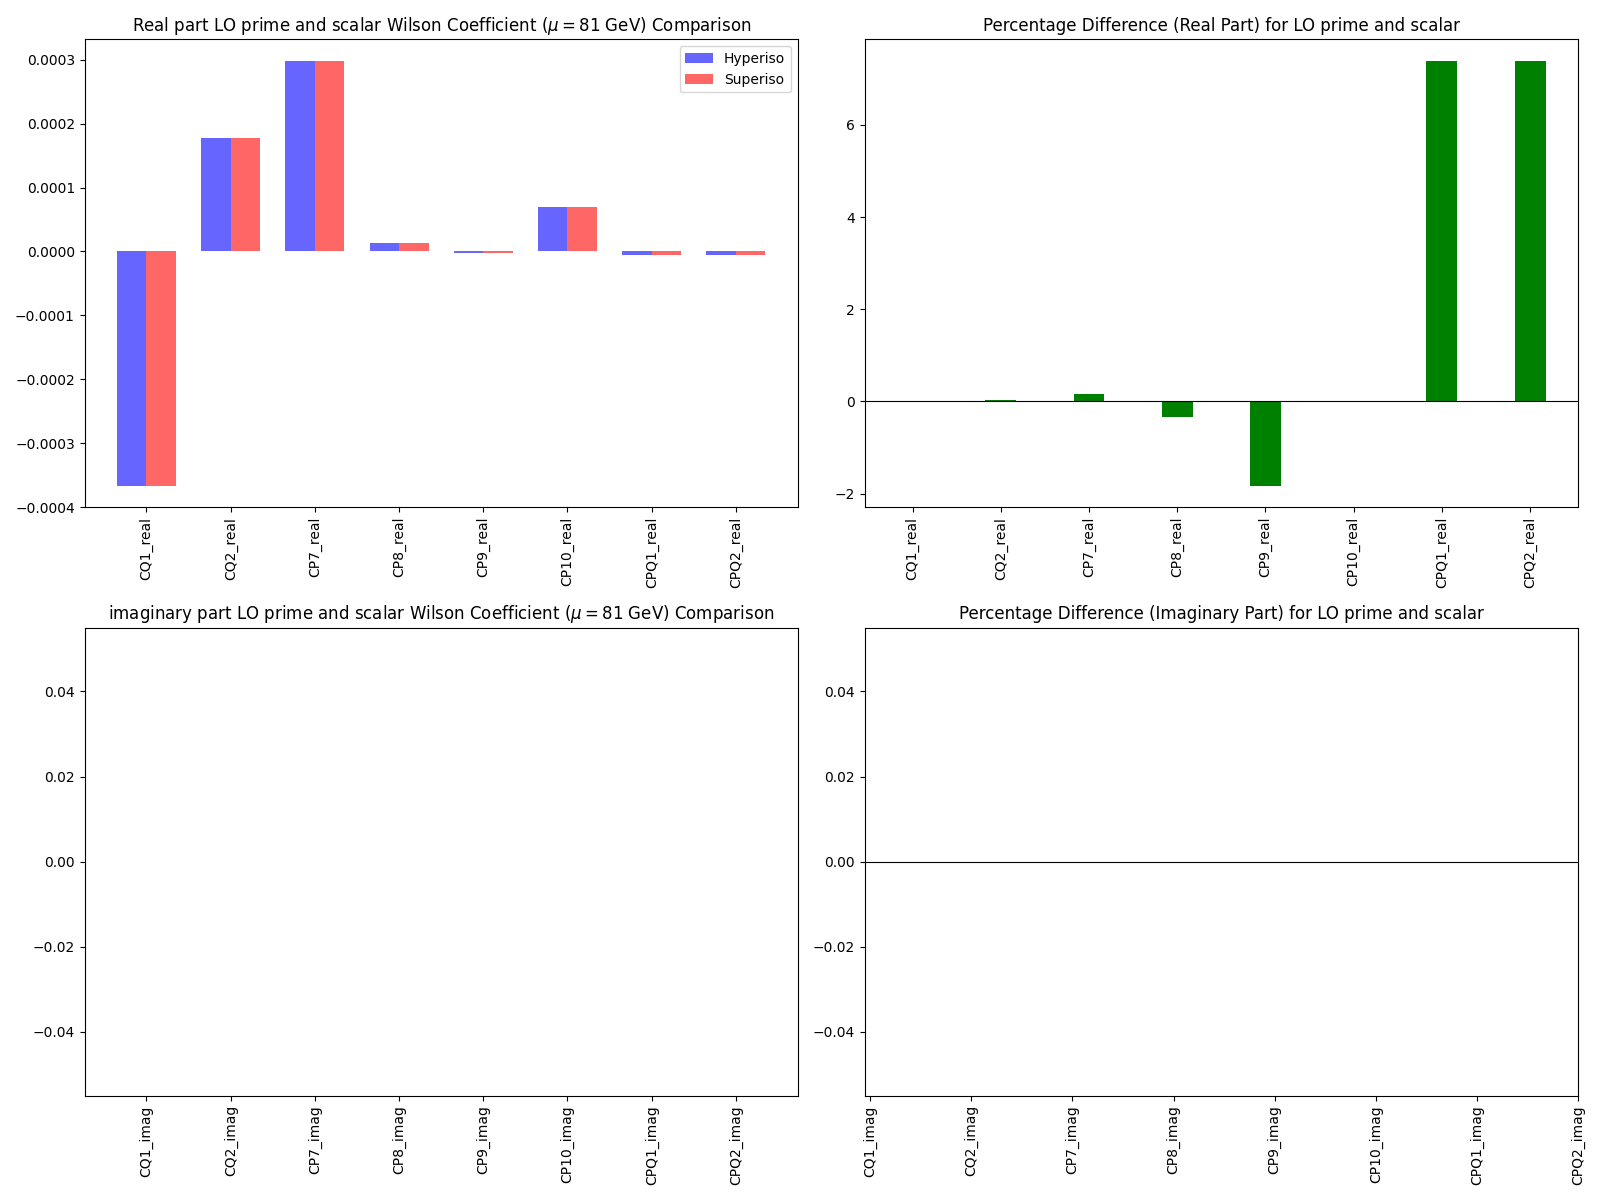 Real part LO prime and scalar Wilson Coefficient (μ = 81 GeV) Comparison
0.0003
0.0002
0.0001
0.0000
−0.0001
−0.0002
−0.0003
−0.0004
Hyperiso
Superiso
CQ1_real
CQ2_real
CP7_real
CP8_real
CP9_real
CP10_real
CPQ1_real
CPQ2_real
Percentage Difference (Real Part) for LO prime and scalar
6
4
2
0
−2
CQ1_real
CQ2_real
CP7_real
CP8_real
CP9_real
CP10_real
CPQ1_real
CPQ2_real
imaginary part LO prime and scalar Wilson Coefficient (μ = 81 GeV) Comparison
0.04
0.02
0.00
−0.02
−0.04
CQ1_imag
CQ2_imag
CP7_imag
CP8_imag
CP9_imag
CP10_imag
CPQ1_imag
CPQ2_imag
Percentage Difference (Imaginary Part) for LO prime and scalar
0.04
0.02
0.00
−0.02
−0.04
CQ1_imag
CQ2_imag
CP7_imag
CP8_imag
CP9_imag
CP10_imag
CPQ1_imag
CPQ2_imag